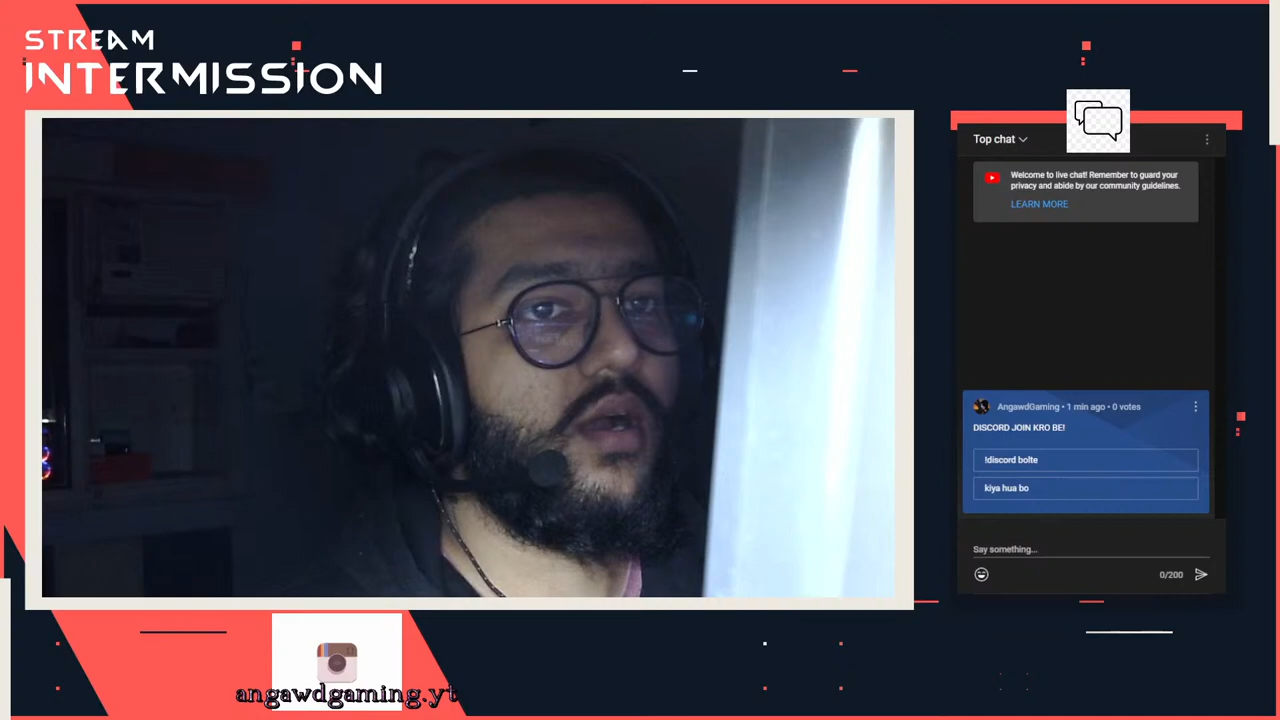 STREAM
INTERMISSION
Top chat
Welcome to live chat! Remember to guard your
privacy and abide by our community guidelines.
LEARN MORE
AngawdGaming • 1 min ago • 0 votes
DISCORD JOIN KRO BE!
!discord bolte
kiya hua bo
Say something...
0/200
angawdgaming.yt